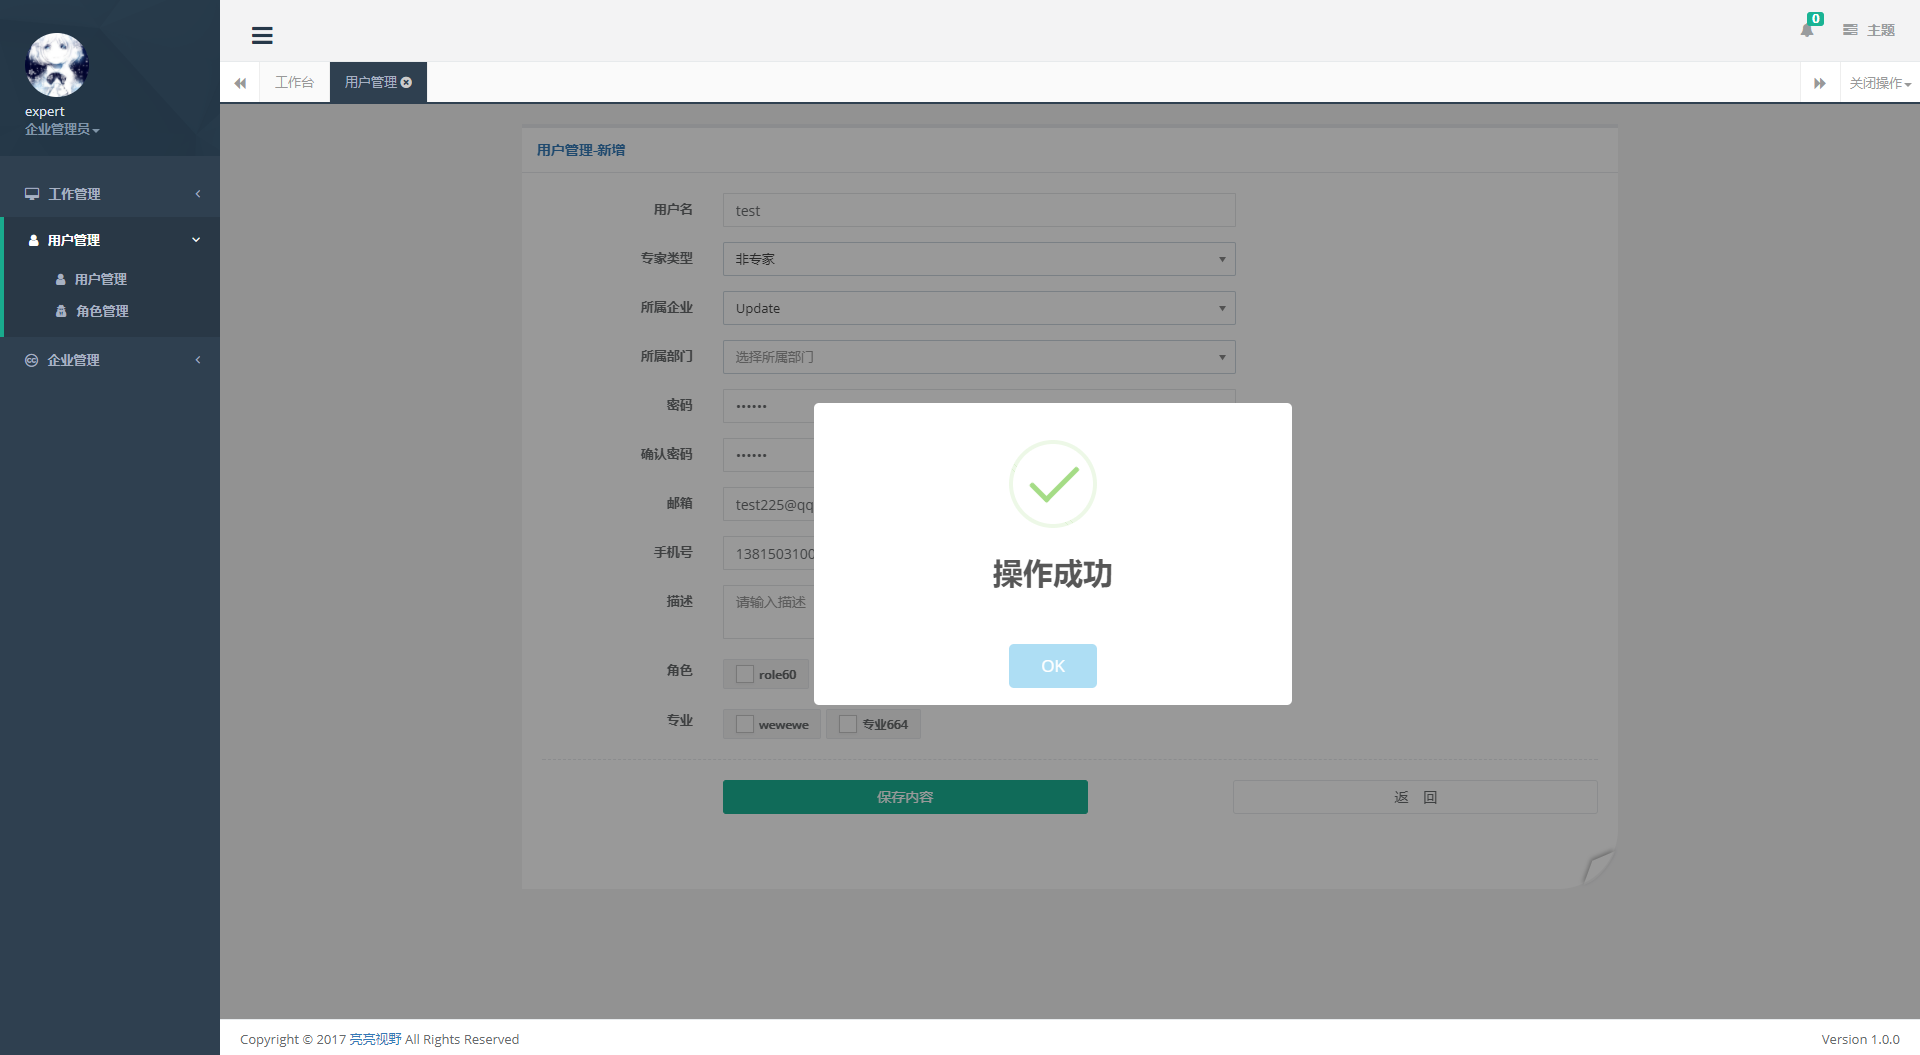 expert
企业管理员
工作管理
用户管理
用户管理
角色管理
企业管理
0
主题
工作台
用户管理
关闭操作
用户管理-新增
用户名
test
专家类型
非专家
所属企业
Update
所属部门
选择所属部门
密码
••••••
确认密码
••••••
邮箱
test225@qq
手机号
1381503100
描述
请输入描述
角色
role60
专业
wewewe
专业664
保存内容
返 回
操作成功
OK
Copyright © 2017 亮亮视野 All Rights Reserved
Version 1.0.0